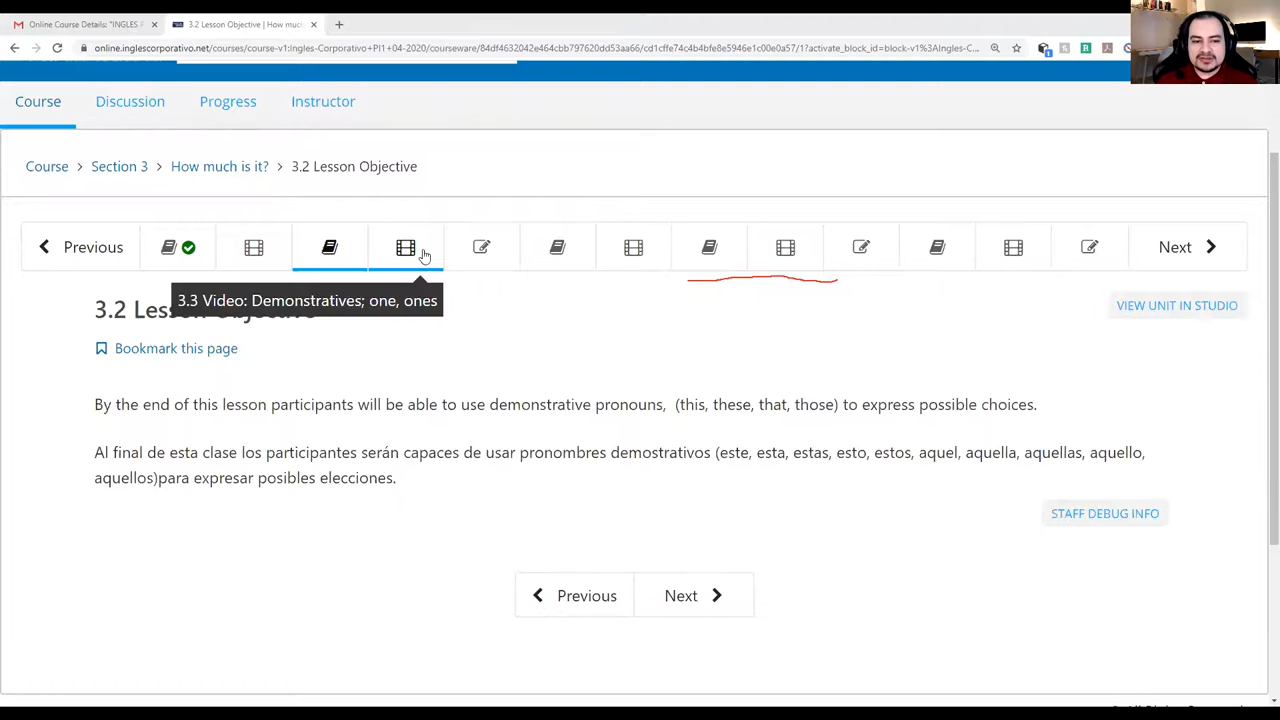 Online Course Details: "INGLES P
3.2 Lesson Objective | How muc
online.inglescorporativo.net/courses/course-v1:Ingles-Corporativo+PI1+04-2020/courseware/84df4632042e464cbb797620dd53aa66/cd1cffe74c4b4bfe8e5946e1c00e0a57/1?activate_block_id=block-v1%3AIngles-C...
Course Discussion Progress Instructor
Course > Section 3 > How much is it? > 3.2 Lesson Objective
Previous Next
3.3 Video: Demonstratives; one, ones
3.2 Lesson Objective
VIEW UNIT IN STUDIO
Bookmark this page
By the end of this lesson participants will be able to use demonstrative pronouns, (this, these, that, those) to express possible choices.
Al final de esta clase los participantes serán capaces de usar pronombres demostrativos (este, esta, estas, esto, estos, aquel, aquella, aquellas, aquello,
aquellos)para expresar posibles elecciones.
STAFF DEBUG INFO
Previous Next